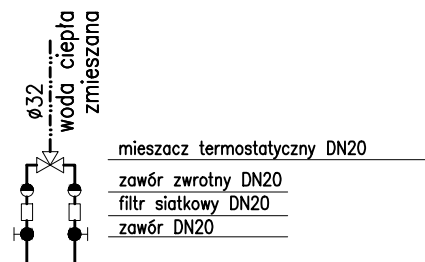 ø32
woda ciepła
zmieszana
mieszacz termostatyczny DN20
zawór zwrotny DN20
filtr siatkowy DN20
zawór DN20